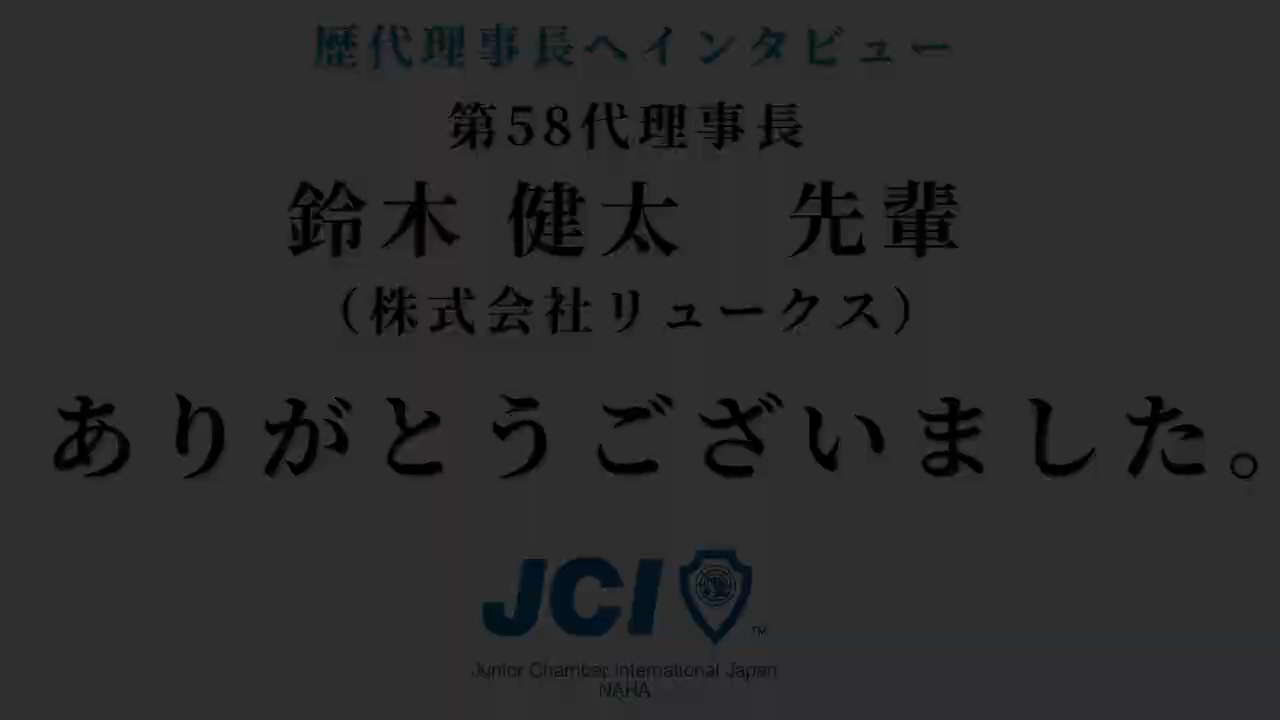 歴代理事長へインタビュー
第58代理事長
鈴木 健太　先輩
（株式会社リュークス）
ありがとうございました。
JCI
TM
Junior Chamber International Japan
NAHA